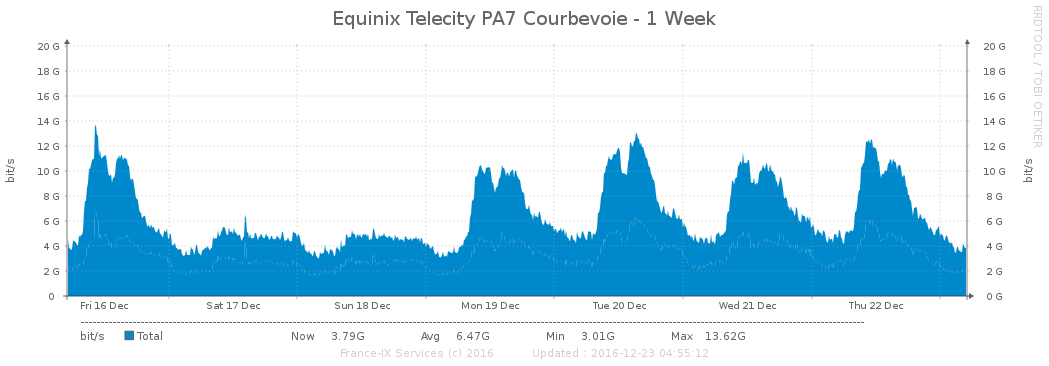 Equinix Telecity PA7 Courbevoie - 1 Week
RRDTOOL / TOBI OETIKER
bit/s
bit/s
20 G 20 G
18 G 18 G
16 G 16 G
14 G 14 G
12 G 12 G
10 G 10 G
8 G 8 G
6 G 6 G
4 G 4 G
2 G 2 G
0 0 G
Fri 16 Dec Sat 17 Dec Sun 18 Dec Mon 19 Dec Tue 20 Dec Wed 21 Dec Thu 22 Dec
bit/s Total Now 3.79G Avg 6.47G Min 3.01G Max 13.62G
France-IX Services (c) 2016 Updated : 2016-12-23 04:55:12